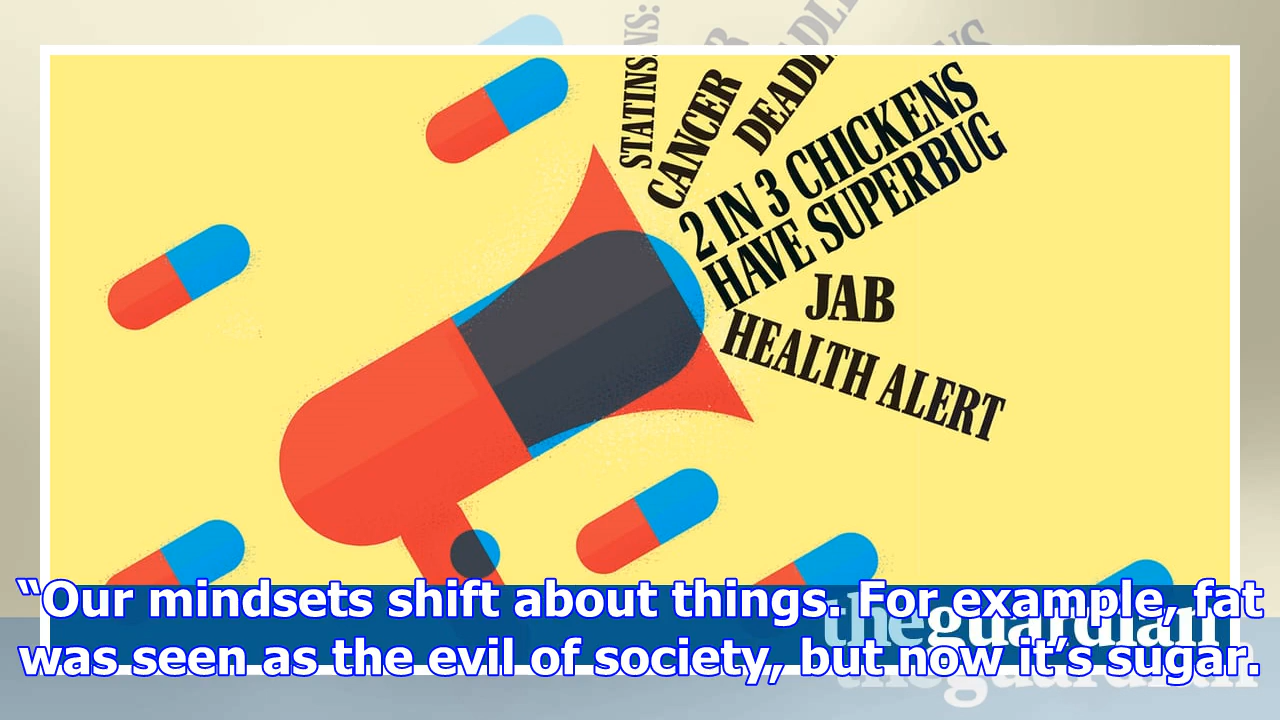 STATINS:
CANCER
DEADLY
2 IN 3 CHICKENS
HAVE SUPERBUG
JAB
HEALTH ALERT
theguardian
“Our mindsets shift about things. For example, fat
was seen as the evil of society, but now it’s sugar.